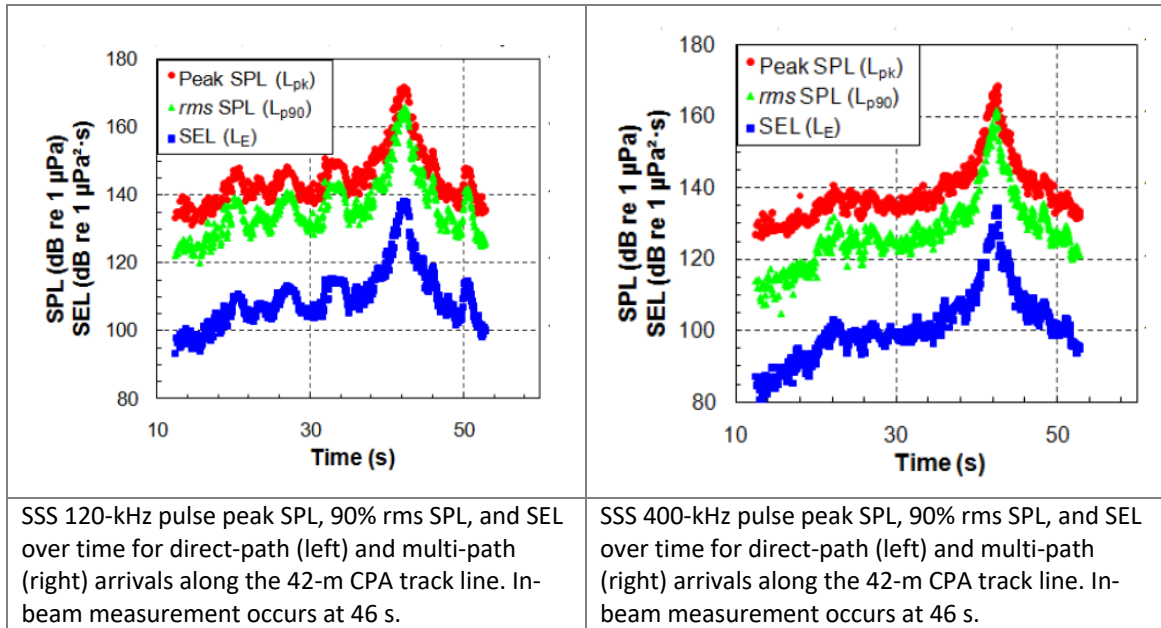 180
160
140
120
100
80
SPL (dB re 1 µPa)
SEL (dB re 1 µPa²·s)
Peak SPL (Lpk)
rms SPL (Lp90)
SEL (LE)
10 30 50
Time (s)
180
160
140
120
100
80
SPL (dB re 1 µPa)
SEL (dB re 1 µPa²·s)
Peak SPL (Lpk)
rms SPL (Lp90)
SEL (LE)
10 30 50
Time (s)
SSS 120-kHz pulse peak SPL, 90% rms SPL, and SEL
over time for direct-path (left) and multi-path
(right) arrivals along the 42-m CPA track line. In-
beam measurement occurs at 46 s.
SSS 400-kHz pulse peak SPL, 90% rms SPL, and SEL
over time for direct-path (left) and multi-path
(right) arrivals along the 42-m CPA track line. In-
beam measurement occurs at 46 s.